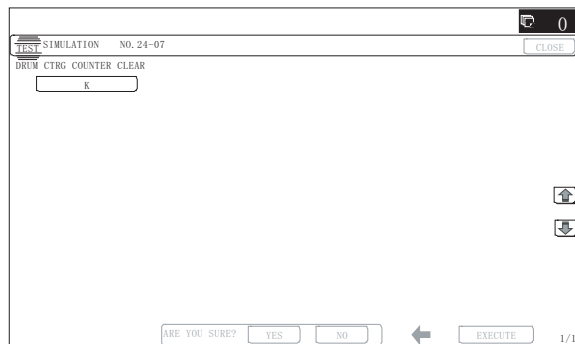 0
TEST SIMULATION NO.24-07
CLOSE
DRUM CTRG COUNTER CLEAR
K
ARE YOU SURE? YES NO EXECUTE 1/1